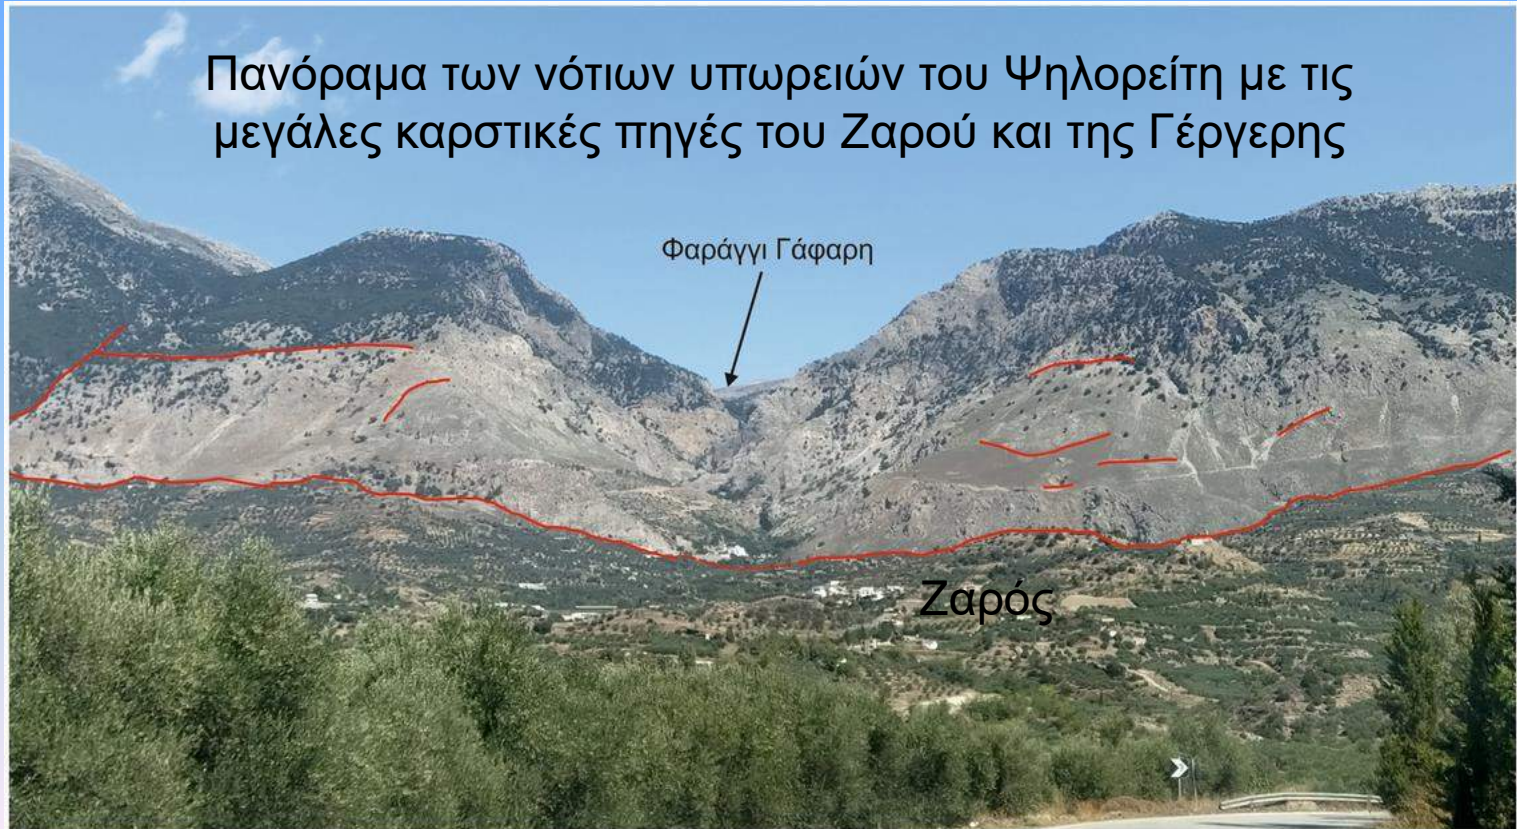 Πανόραμα των νότιων υπωρειών του Ψηλορείτη με τις
μεγάλες καρστικές πηγές του Ζαρού και της Γέργερης
Φαράγγι Γάφαρη
Ζαρός